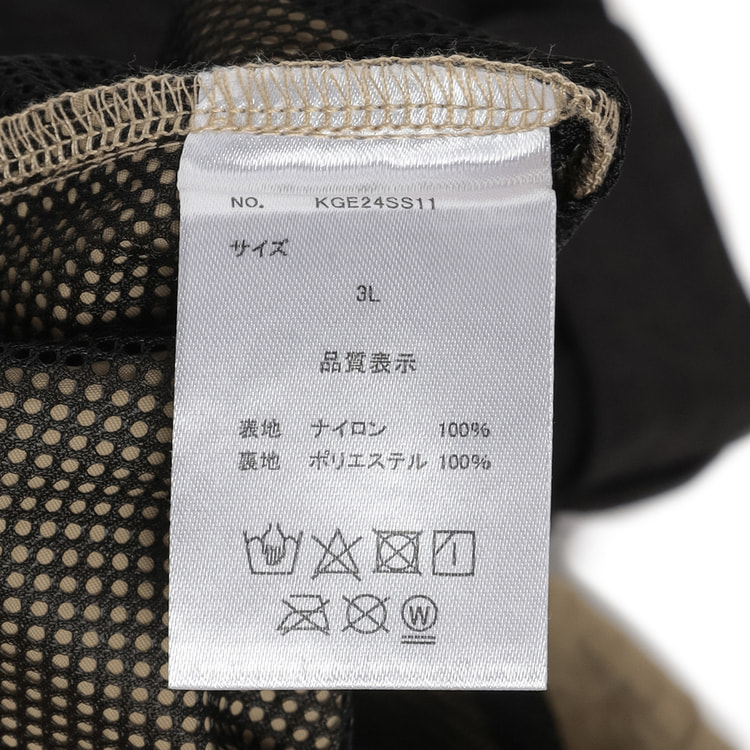 NO. KGE24SS11
サイズ
3L
品質表示
表地 ナイロン 100%
裏地 ポリエステル 100%
W